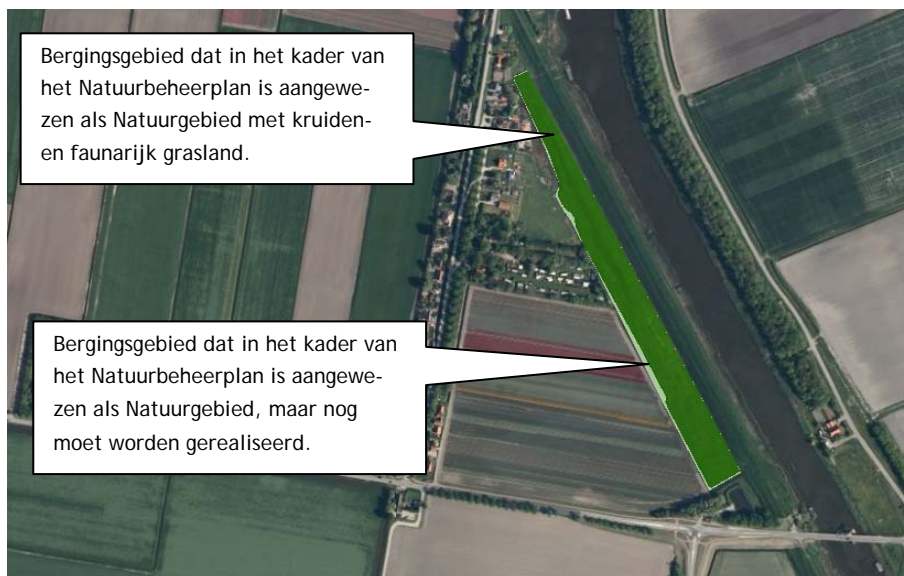 Bergingsgebied dat in het kader van
het Natuurbeheerplan is aangewe-
zen als Natuurgebied met kruiden-
en faunarijk grasland.
Bergingsgebied dat in het kader van
het Natuurbeheerplan is aangewe-
zen als Natuurgebied, maar nog
moet worden gerealiseerd.